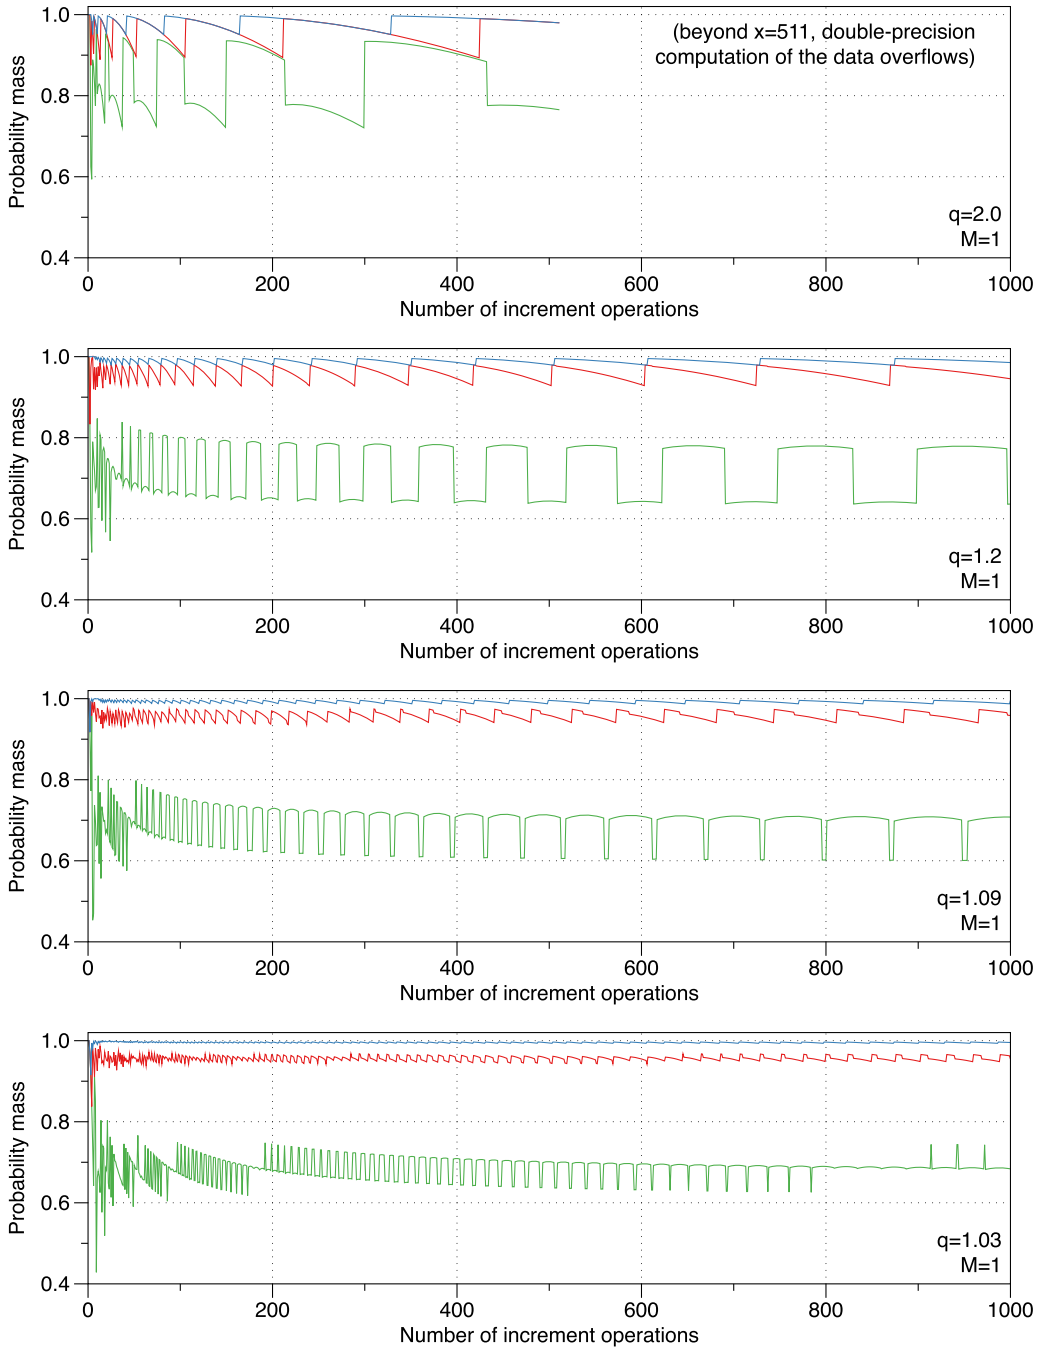 1.0
0.8
0.6
0.4
Probability mass
(beyond x=511, double-precision
computation of the data overflows)
q=2.0
M=1
0
200
400
600
800
1000
Number of increment operations
1.0
0.8
0.6
0.4
Probability mass
q=1.2
M=1
0
200
400
600
800
1000
Number of increment operations
1.0
0.8
0.6
0.4
Probability mass
q=1.09
M=1
0
200
400
600
800
1000
Number of increment operations
1.0
0.8
0.6
0.4
Probability mass
q=1.03
M=1
0
200
400
600
800
1000
Number of increment operations